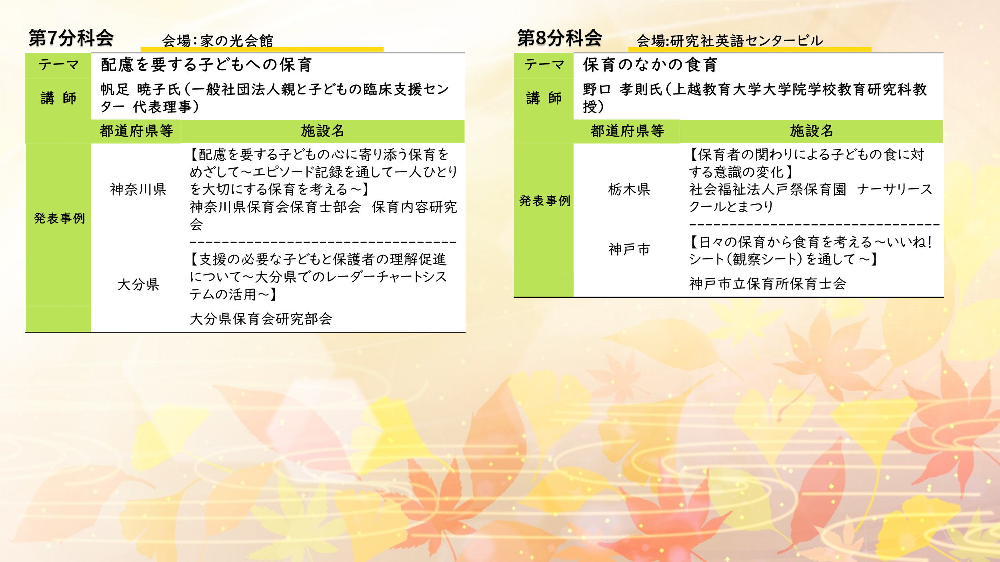 第7分科会
会場：家の光会館
テーマ
配慮を要する子どもへの保育
講 師
帆足 暁子氏（一般社団法人親と子どもの臨床支援セン
ター 代表理事）
都道府県等
施設名
発表事例
神奈川県
【配慮を要する子どもの心に寄り添う保育を
めざして～エピソード記録を通して一人ひとり
を大切にする保育を考える～】
神奈川県保育会保育士部会　保育内容研究
会
---------------------------------
大分県
【支援の必要な子どもと保護者の理解促進
について～大分県でのレーダーチャートシス
テムの活用～】
大分県保育会研究部会
第8分科会
会場:研究社英語センタービル
テーマ
保育のなかの食育
講 師
野口 孝則氏（上越教育大学大学院学校教育研究科教
授）
都道府県等
施設名
発表事例
栃木県
【保育者の関わりによる子どもの食に対
する意識の変化】
社会福祉法人戸祭保育園　ナーサリース
クールとまつり
-------------------------------
神戸市
【日々の保育から食育を考える～いいね！
シート（観察シート）を通して～】
神戸市立保育所保育士会